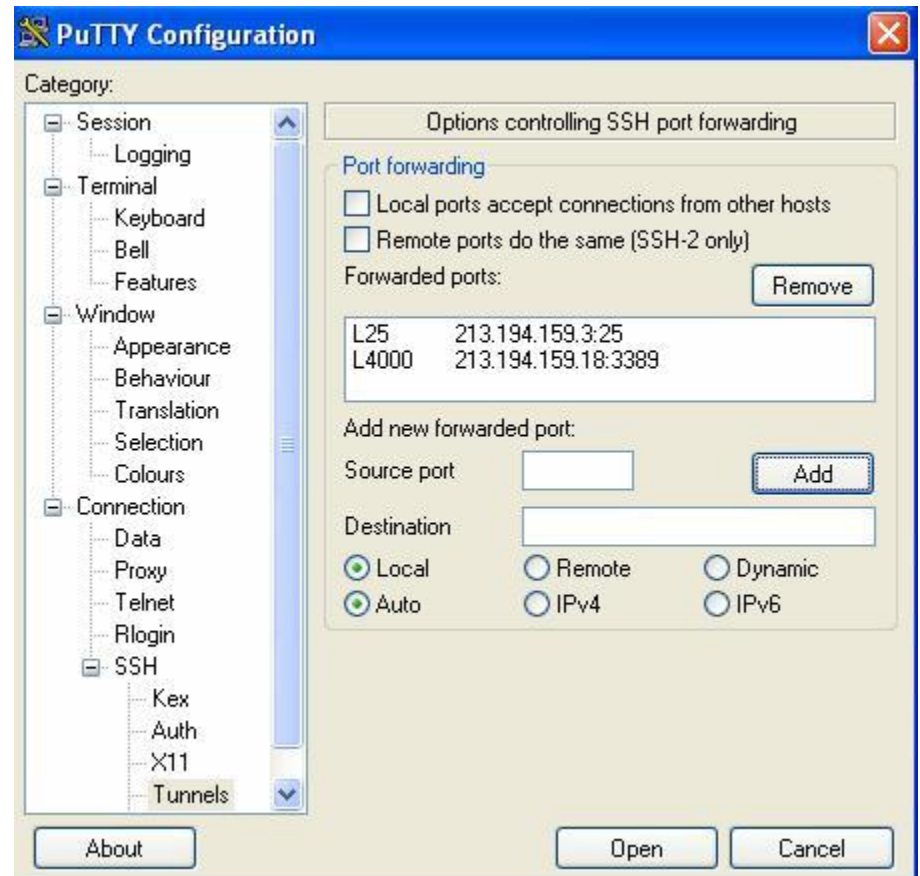 PuTTY Configuration
Category:
Session
Logging
Terminal
Keyboard
Bell
Features
Window
Appearance
Behaviour
Translation
Selection
Colours
Connection
Data
Proxy
Telnet
Rlogin
SSH
Kex
Auth
X11
Tunnels
Options controlling SSH port forwarding
Port forwarding
Local ports accept connections from other hosts
Remote ports do the same (SSH-2 only)
Forwarded ports:
Remove
L25 213.194.159.3:25
L4000 213.194.159.18:3389
Add new forwarded port:
Source port
Add
Destination
Local Remote Dynamic
Auto IPv4 IPv6
About Open Cancel